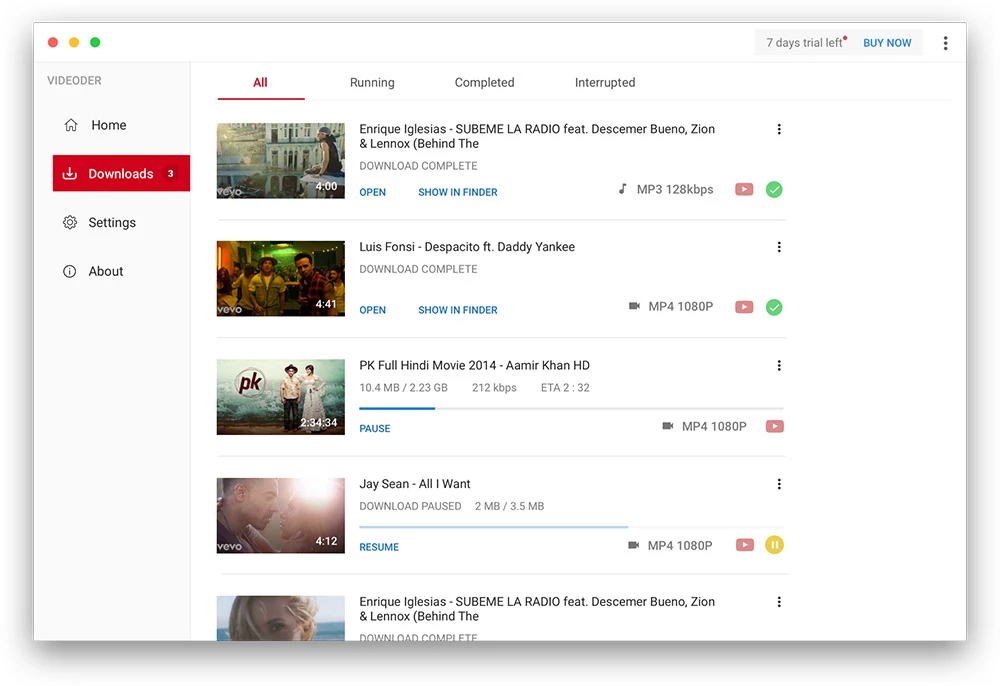 7 days trial left
BUY NOW
VIDEODER
Home
Downloads 3
Settings
About
All Running Completed Interrupted
Enrique Iglesias - SUBEME LA RADIO feat. Descemer Bueno, Zion
& Lennox (Behind The
DOWNLOAD COMPLETE
vevo 4:00
OPEN SHOW IN FINDER MP3 128kbps
Luis Fonsi - Despacito ft. Daddy Yankee
DOWNLOAD COMPLETE
vevo 4:41
OPEN SHOW IN FINDER MP4 1080P
PK Full Hindi Movie 2014 - Aamir Khan HD
pk
10.4 MB / 2.23 GB 212 kbps ETA 2 : 32
2:34:34
PAUSE MP4 1080P
Jay Sean - All I Want
DOWNLOAD PAUSED 2 MB / 3.5 MB
vevo 4:12
RESUME MP4 1080P
Enrique Iglesias - SUBEME LA RADIO feat. Descemer Bueno, Zion
& Lennox (Behind The
DOWNLOAD COMPLETE